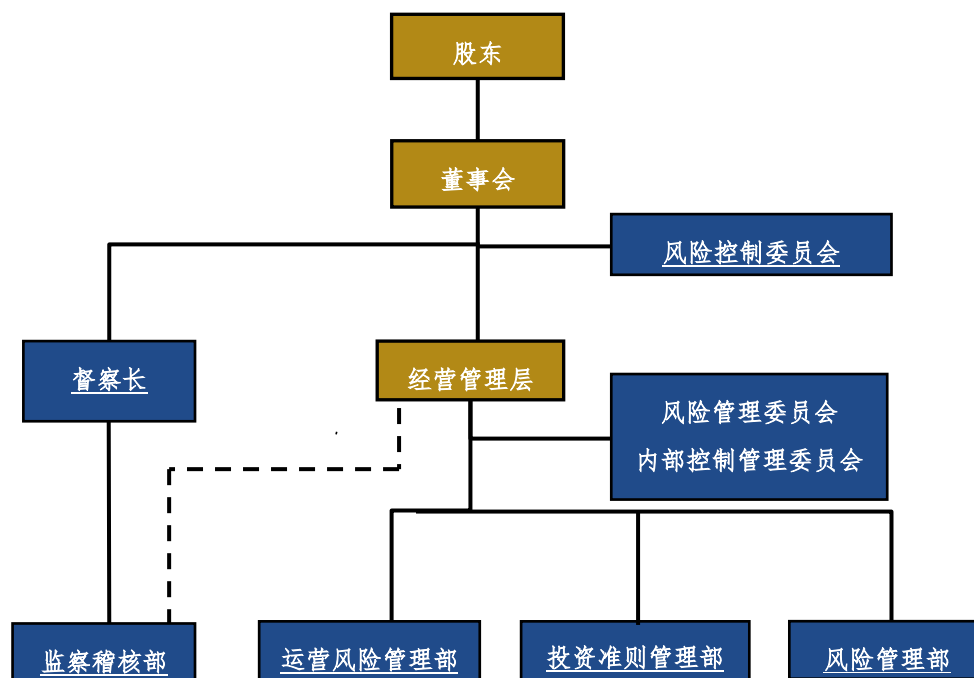 股东
董事会
风险控制委员会
督察长
经营管理层
风险管理委员会
内部控制管理委员会
监察稽核部
运营风险管理部
投资准则管理部
风险管理部